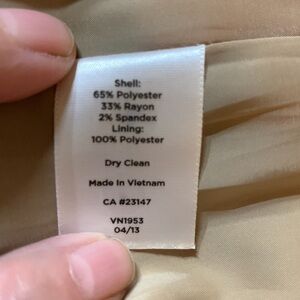 Shell:
65% Polyester
33% Rayon
2% Spandex
Lining:
100% Polyester
Dry Clean
Made In Vietnam
CA #23147
VN1953
04/13